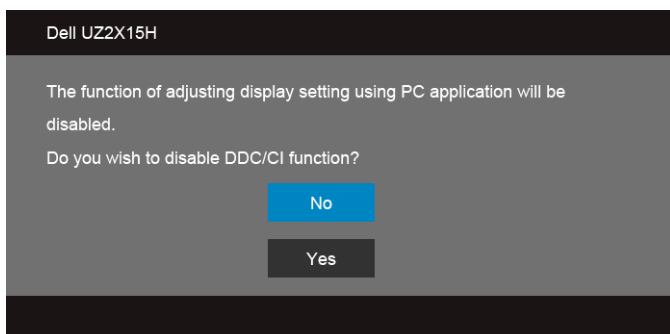 Dell UZ2X15H
The function of adjusting display setting using PC application will be
disabled.
Do you wish to disable DDC/CI function?
No
Yes